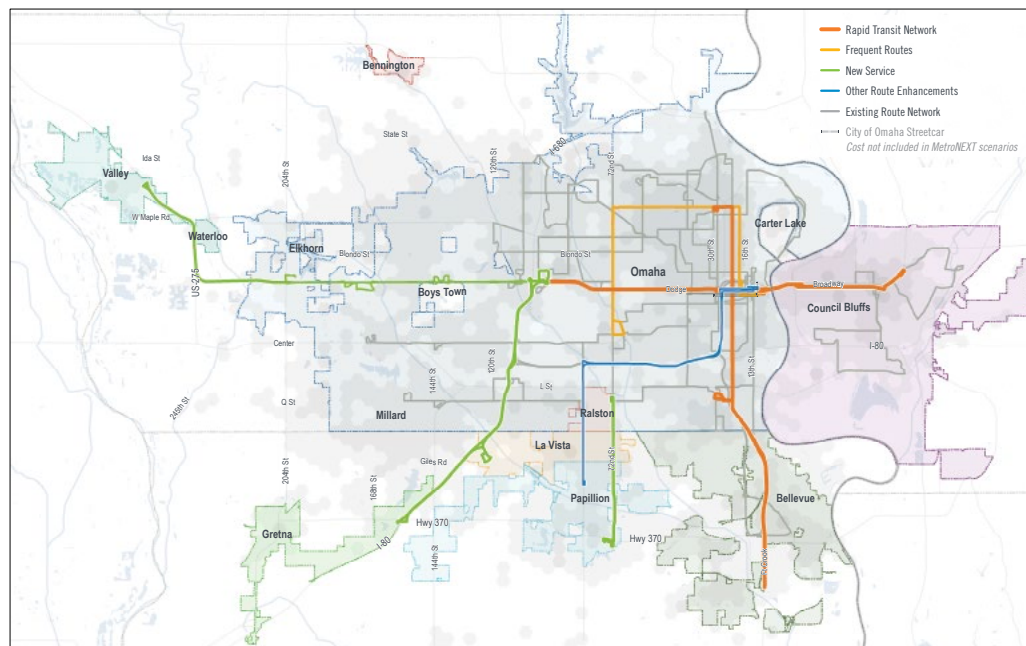 Rapid Transit Network
Frequent Routes
New Service
Other Route Enhancements
Existing Route Network
City of Omaha Streetcar
Cost not included in MetroNEXT scenarios
Bennington
State St
I-680
120th St
72nd St
204th St
Ida St
Valley
W Maple Rd
Waterloo
Elkhorn
Blondo St
Blondo St
30th St
16th St
Carter Lake
Omaha
US-275
Boys Town
Dodge
Broadway
Council Bluffs
Center
144th St
120th St
13th St
I-80
245th St
Q St
L St
Millard
Ralston
La Vista
204th St
168th St
Giles Rd
72nd St
Papillion
Bellevue
Gretna
I-80
Hwy 370
144th St
Hwy 370